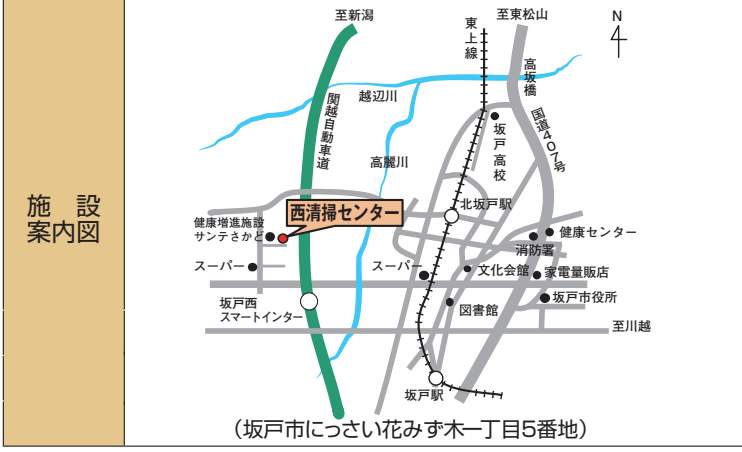 施設
案内図
至新潟
至東松山
N
東上線
高坂橋
越辺川
関越自動車道
国道407号
坂戸高校
高麗川
西清掃センター
北坂戸駅
健康増進施設
サンテさかど
健康センター
消防署
スーパー
スーパー
文化会館
家電量販店
坂戸西
スマートインター
図書館
坂戸市役所
至川越
坂戸駅
(坂戸市にっさい花みず木一丁目5番地)